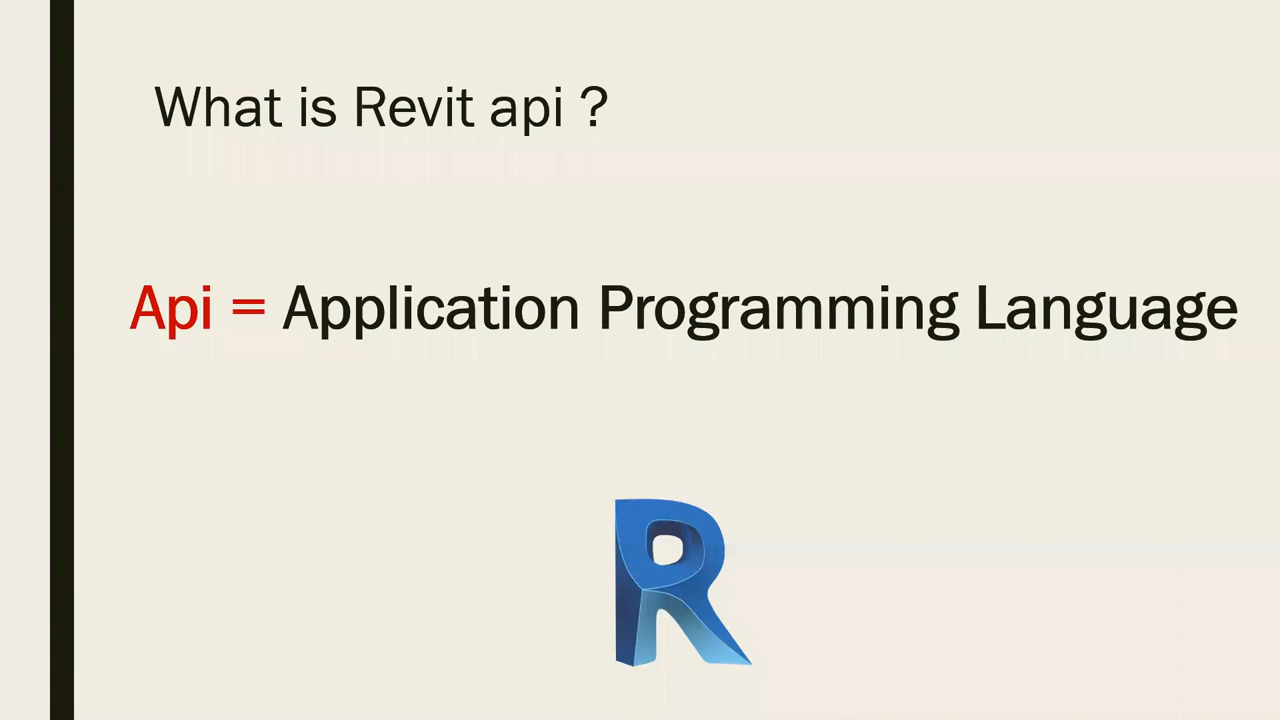 What is Revit api ?
Api = Application Programming Language